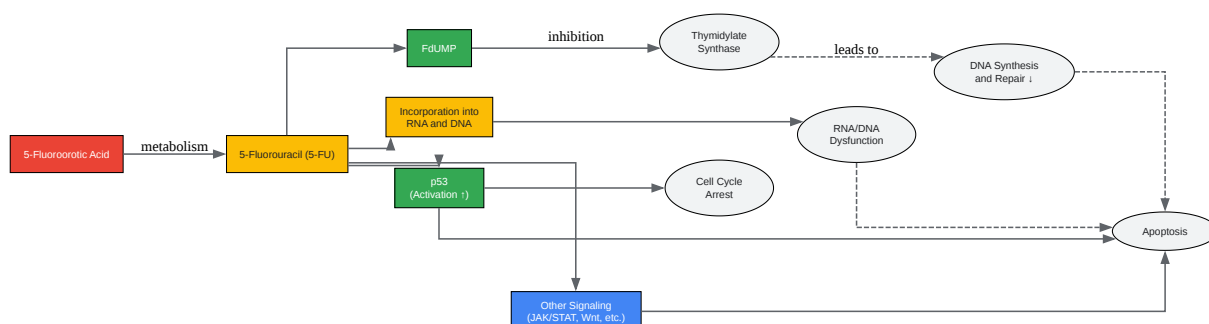 FdUMP
inhibition
Thymidylate
Synthase
leads to
DNA Synthesis
and Repair ↓
5-Fluoroorotic Acid
metabolism
5-Fluorouracil (5-FU)
Incorporation into
RNA and DNA
RNA/DNA
Dysfunction
p53
(Activation ↑)
Cell Cycle
Arrest
Apoptosis
Other Signaling
(JAK/STAT, Wnt, etc.)